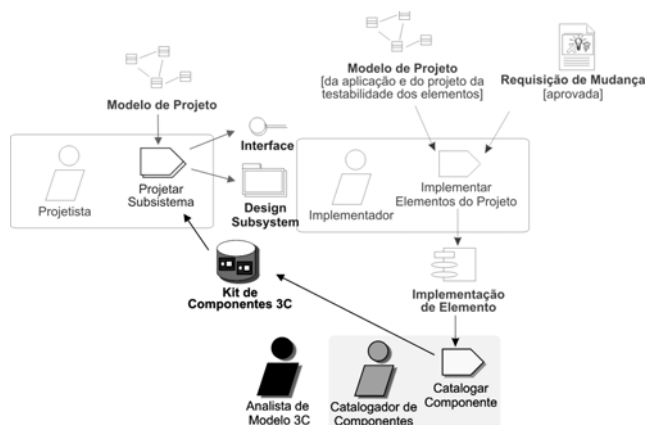 Modelo de Projeto
[da aplicação e do projeto da
testabilidade dos elementos]
Requisição de Mudança
[aprovada]
Modelo de Projeto
Interface
Projetar
Subsistema
Projetista
Design
Subsystem
Implementador
Implementar
Elementos do Projeto
Kit de
Componentes 3C
Implementação
de Elemento
Analista de
Modelo 3C
Catalogador de
Componentes
Catalogar
Componente